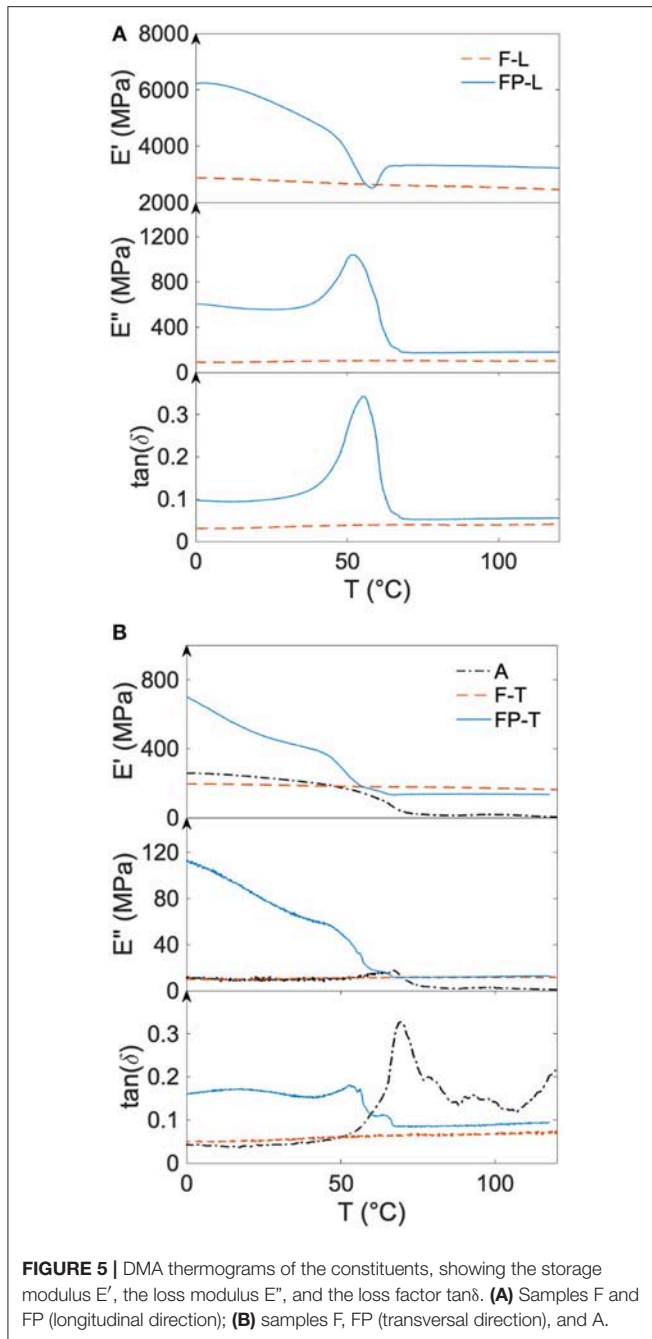 A
8000
6000
4000
2000
E' (MPa)
F-L
FP-L
1200
800
400
0
E'' (MPa)
0.3
0.2
0.1
0
tan(δ)
0 50 100
T (°C)
B
800
400
0
E' (MPa)
A
F-T
FP-T
120
80
40
0
E'' (MPa)
0.3
0.2
0.1
0
tan(δ)
0 50 100
T (°C)
FIGURE 5 | DMA thermograms of the constituents, showing the storage
modulus E′, the loss modulus E”, and the loss factor tanδ. (A) Samples F and
FP (longitudinal direction); (B) samples F, FP (transversal direction), and A.